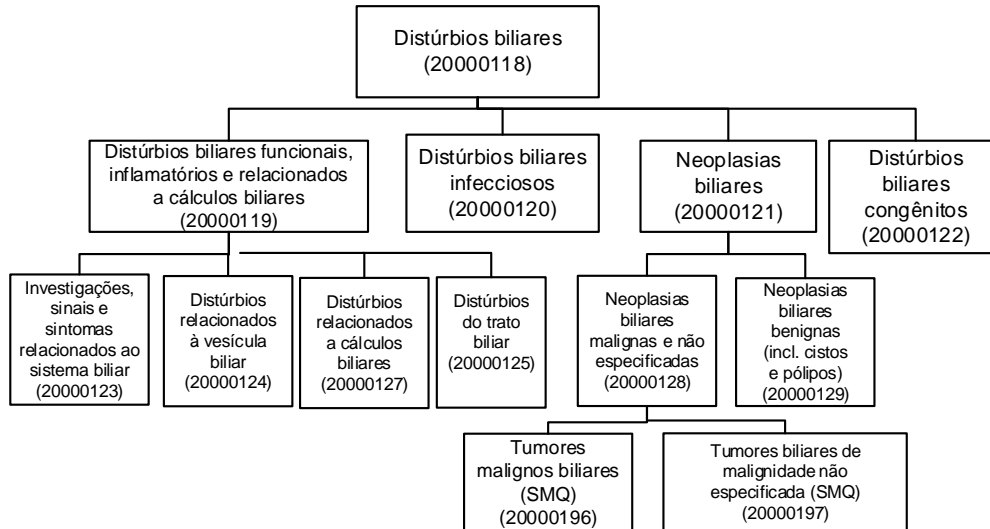 Distúrbios biliares
(20000118)
Distúrbios biliares funcionais,
inflamatórios e relacionados
a cálculos biliares
(20000119)
Distúrbios biliares
infecciosos
(20000120)
Neoplasias
biliares
(20000121)
Distúrbios
biliares
congênitos
(20000122)
Investigações,
sinais e
sintomas
relacionados ao
sistema biliar
(20000123)
Distúrbios
relacionados
à vesícula
biliar
(20000124)
Distúrbios
relacionados
a cálculos
biliares
(20000127)
Distúrbios
do trato
biliar
(20000125)
Neoplasias
biliares
malignas e não
especificadas
(20000128)
Neoplasias
biliares
benignas
(incl. cistos
e pólipos)
(20000129)
Tumores
malignos biliares
(SMQ)
(20000196)
Tumores biliares de
malignidade não
especificada (SMQ)
(20000197)